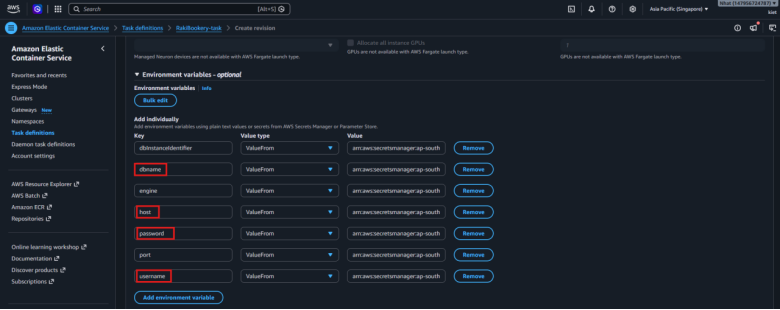 aws
Search
[Alt+S]
Asia Pacific (Singapore)
Amazon Elastic Container Service
Task definitions
RakiBookery-task
Create revision
Amazon Elastic
Container Service
Favorites and recents
Express Mode
Clusters
Gateways New
Namespaces
Task definitions
Daemon task definitions
Account settings
AWS Resource Explorer
AWS Batch
Amazon ECR
Repositories
Online learning workshop
Documentation
Discover products
Subscriptions
Managed Neuron devices are not available with AWS Fargate launch type.
Allocate all instance GPUs
GPUs are not available with AWS Fargate launch type.
GPUs are not available with AWS Fargate launch type.
Environment variables - optional
Environment variables Info
Bulk edit
Add individually
Add environment variables using plain text values or secrets from AWS Secrets Manager or Parameter Store.
Key Value type Value
dbInstanceIdentifier ValueFrom arn:aws:secretsmanager:ap-south Remove
dbname ValueFrom arn:aws:secretsmanager:ap-south Remove
engine ValueFrom arn:aws:secretsmanager:ap-south Remove
host ValueFrom arn:aws:secretsmanager:ap-south Remove
password ValueFrom arn:aws:secretsmanager:ap-south Remove
port ValueFrom arn:aws:secretsmanager:ap-south Remove
username ValueFrom arn:aws:secretsmanager:ap-south Remove
Add environment variable